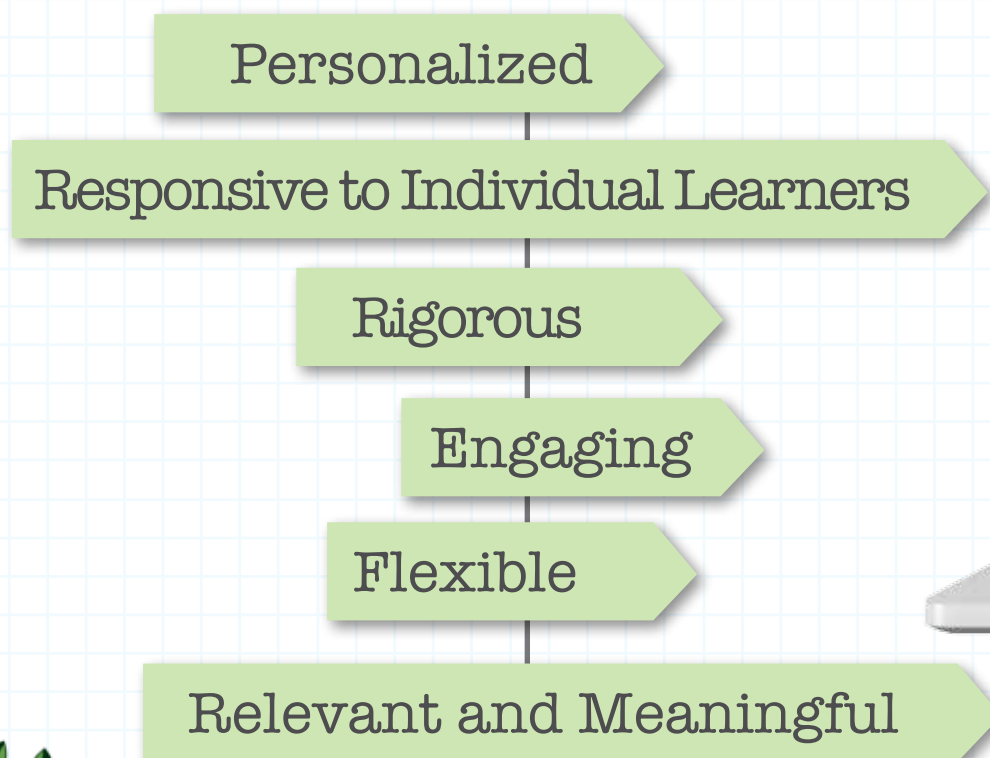 Personalized
Responsive to Individual Learners
Rigorous
Engaging
Flexible
Relevant and Meaningful